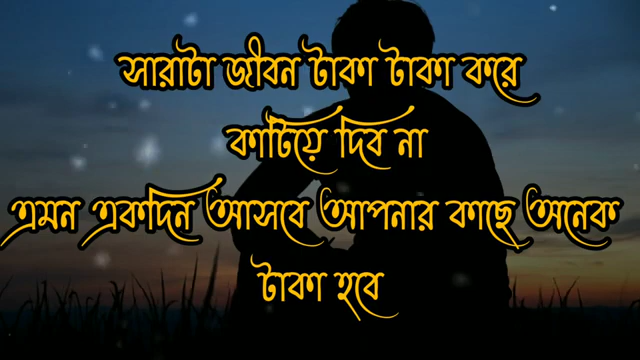 সারাটা জীবন টাকা টাকা করে
কাটিয়ে দিব না
এমন একদিন আসবে আপনার কাছে অনেক
টাকা হবে